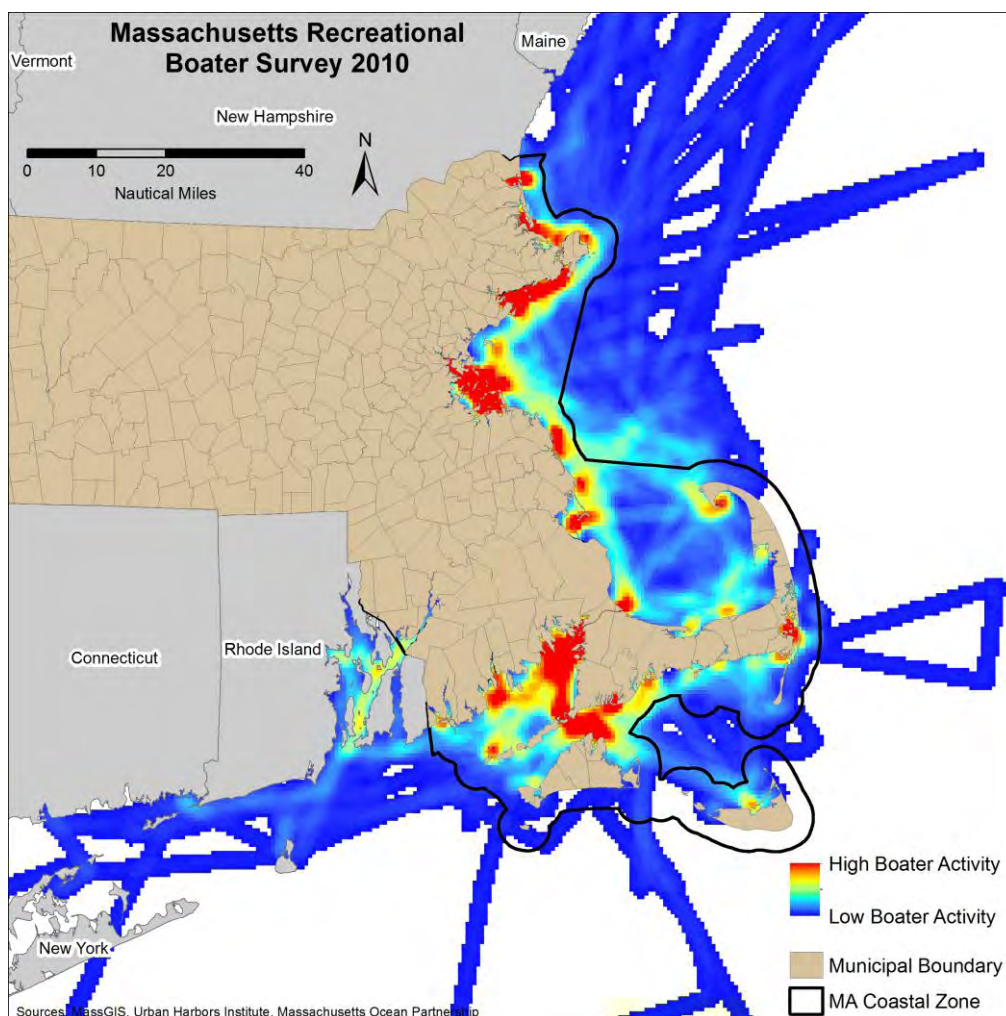 Massachusetts Recreational
Boater Survey 2010
Maine
Vermont
New Hampshire
N
0 10 20 40
Nautical Miles
Rhode Island
Connecticut
New York
High Boater Activity
Low Boater Activity
Municipal Boundary
MA Coastal Zone
Sources: MassGIS, Urban Harbors Institute, Massachusetts Ocean Partnership